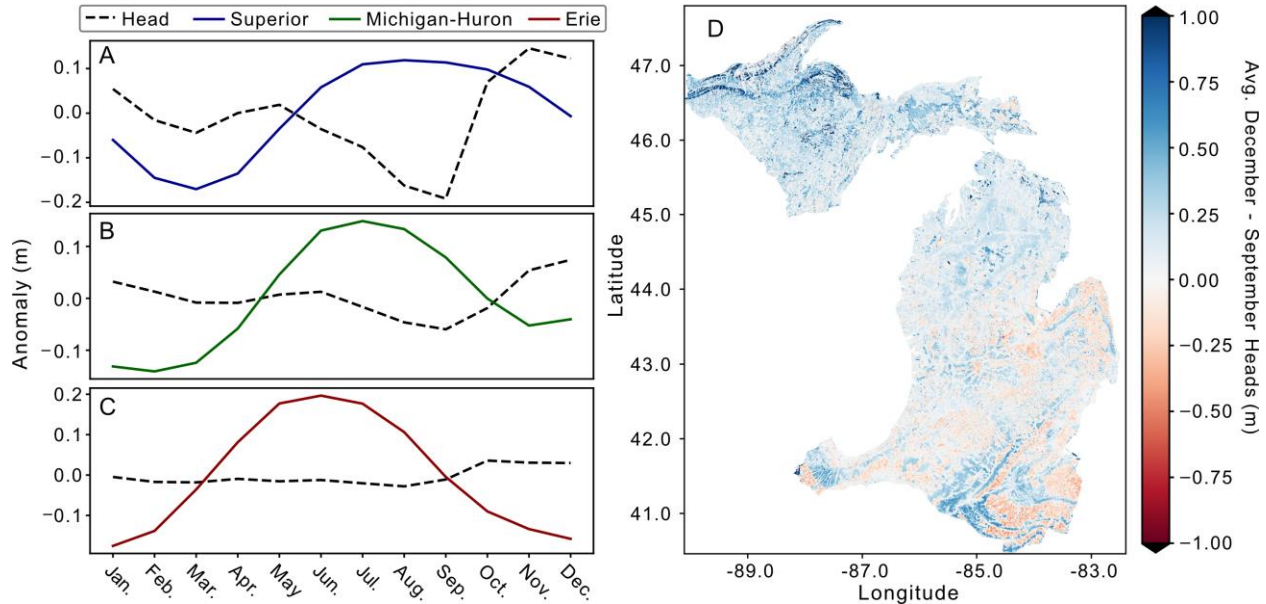 Head Superior Michigan-Huron Erie
A
0.1
0.0
−0.1
−0.2
B
0.1
0.0
−0.1
C
0.2
0.1
0.0
−0.1
Anomaly (m)
Jan. Feb. Mar. Apr. May Jun. Jul. Aug. Sep. Oct. Nov. Dec.
D
47.0
46.0
45.0
44.0
43.0
42.0
41.0
Latitude
-89.0 -87.0 -85.0 -83.0
Longitude
1.00
0.75
0.50
0.25
0.00
−0.25
−0.50
−0.75
−1.00
Avg. December - September Heads (m)